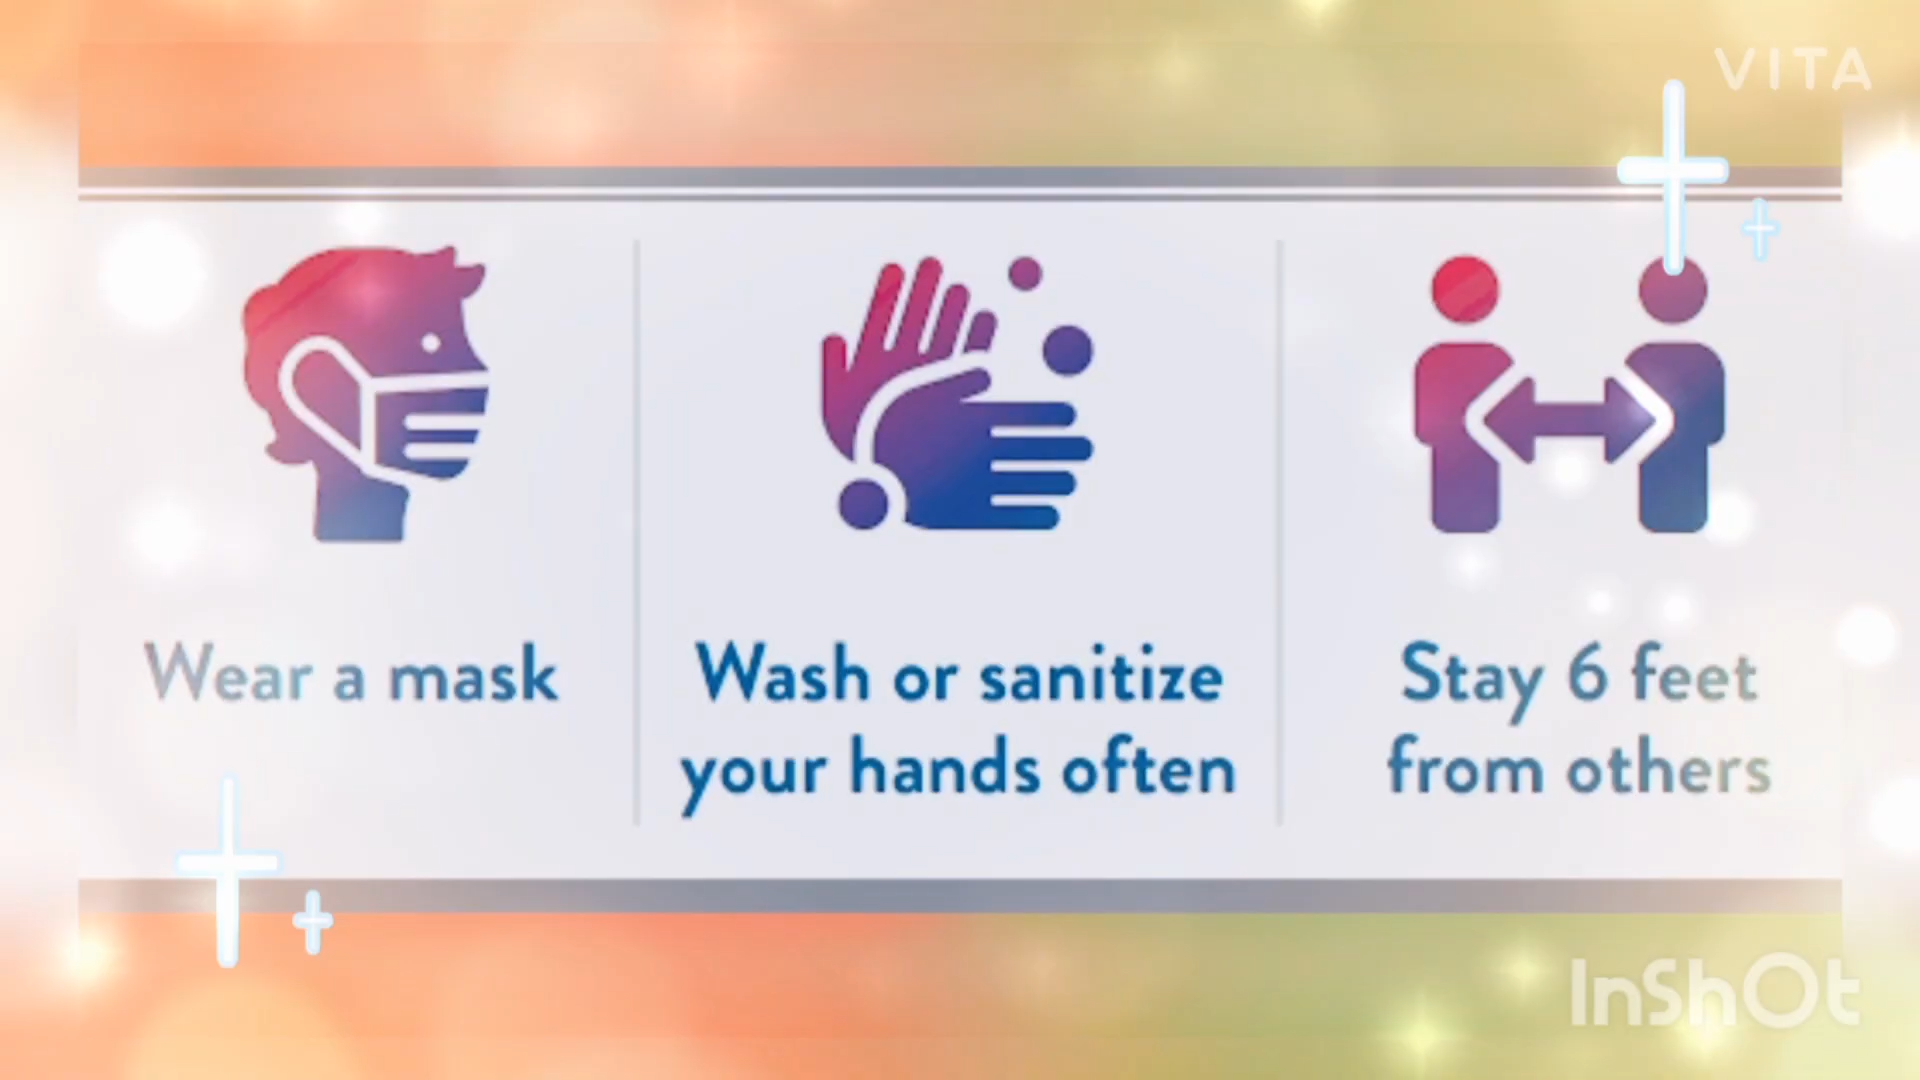 VITA
Wear a mask
Wash or sanitize
your hands often
Stay 6 feet
from others
InShOt